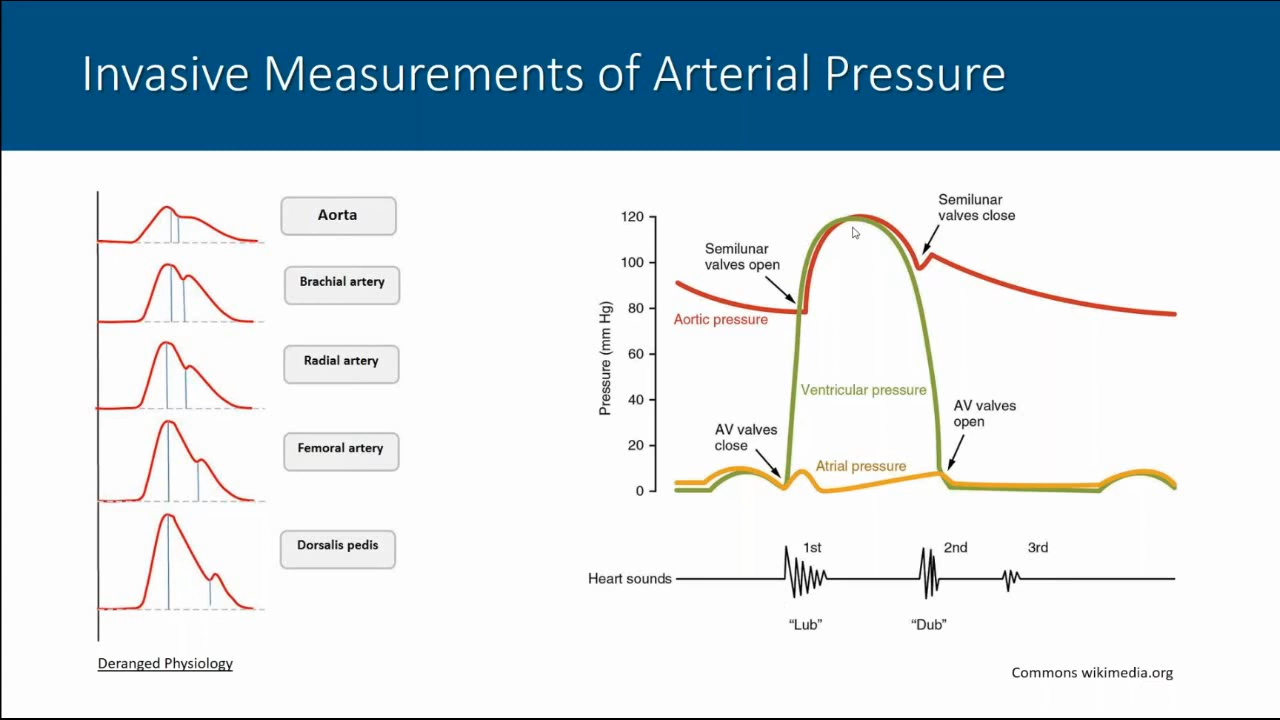 Invasive Measurements of Arterial Pressure
Aorta
Brachial artery
Radial artery
Femoral artery
Dorsalis pedis
Deranged Physiology
Pressure (mm Hg)
120
100
80
60
40
20
0
Semilunar
valves open
Semilunar
valves close
Aortic pressure
Ventricular pressure
AV valves
close
Atrial pressure
AV valves
open
Heart sounds
1st
2nd
3rd
“Lub”
“Dub”
Commons wikimedia.org